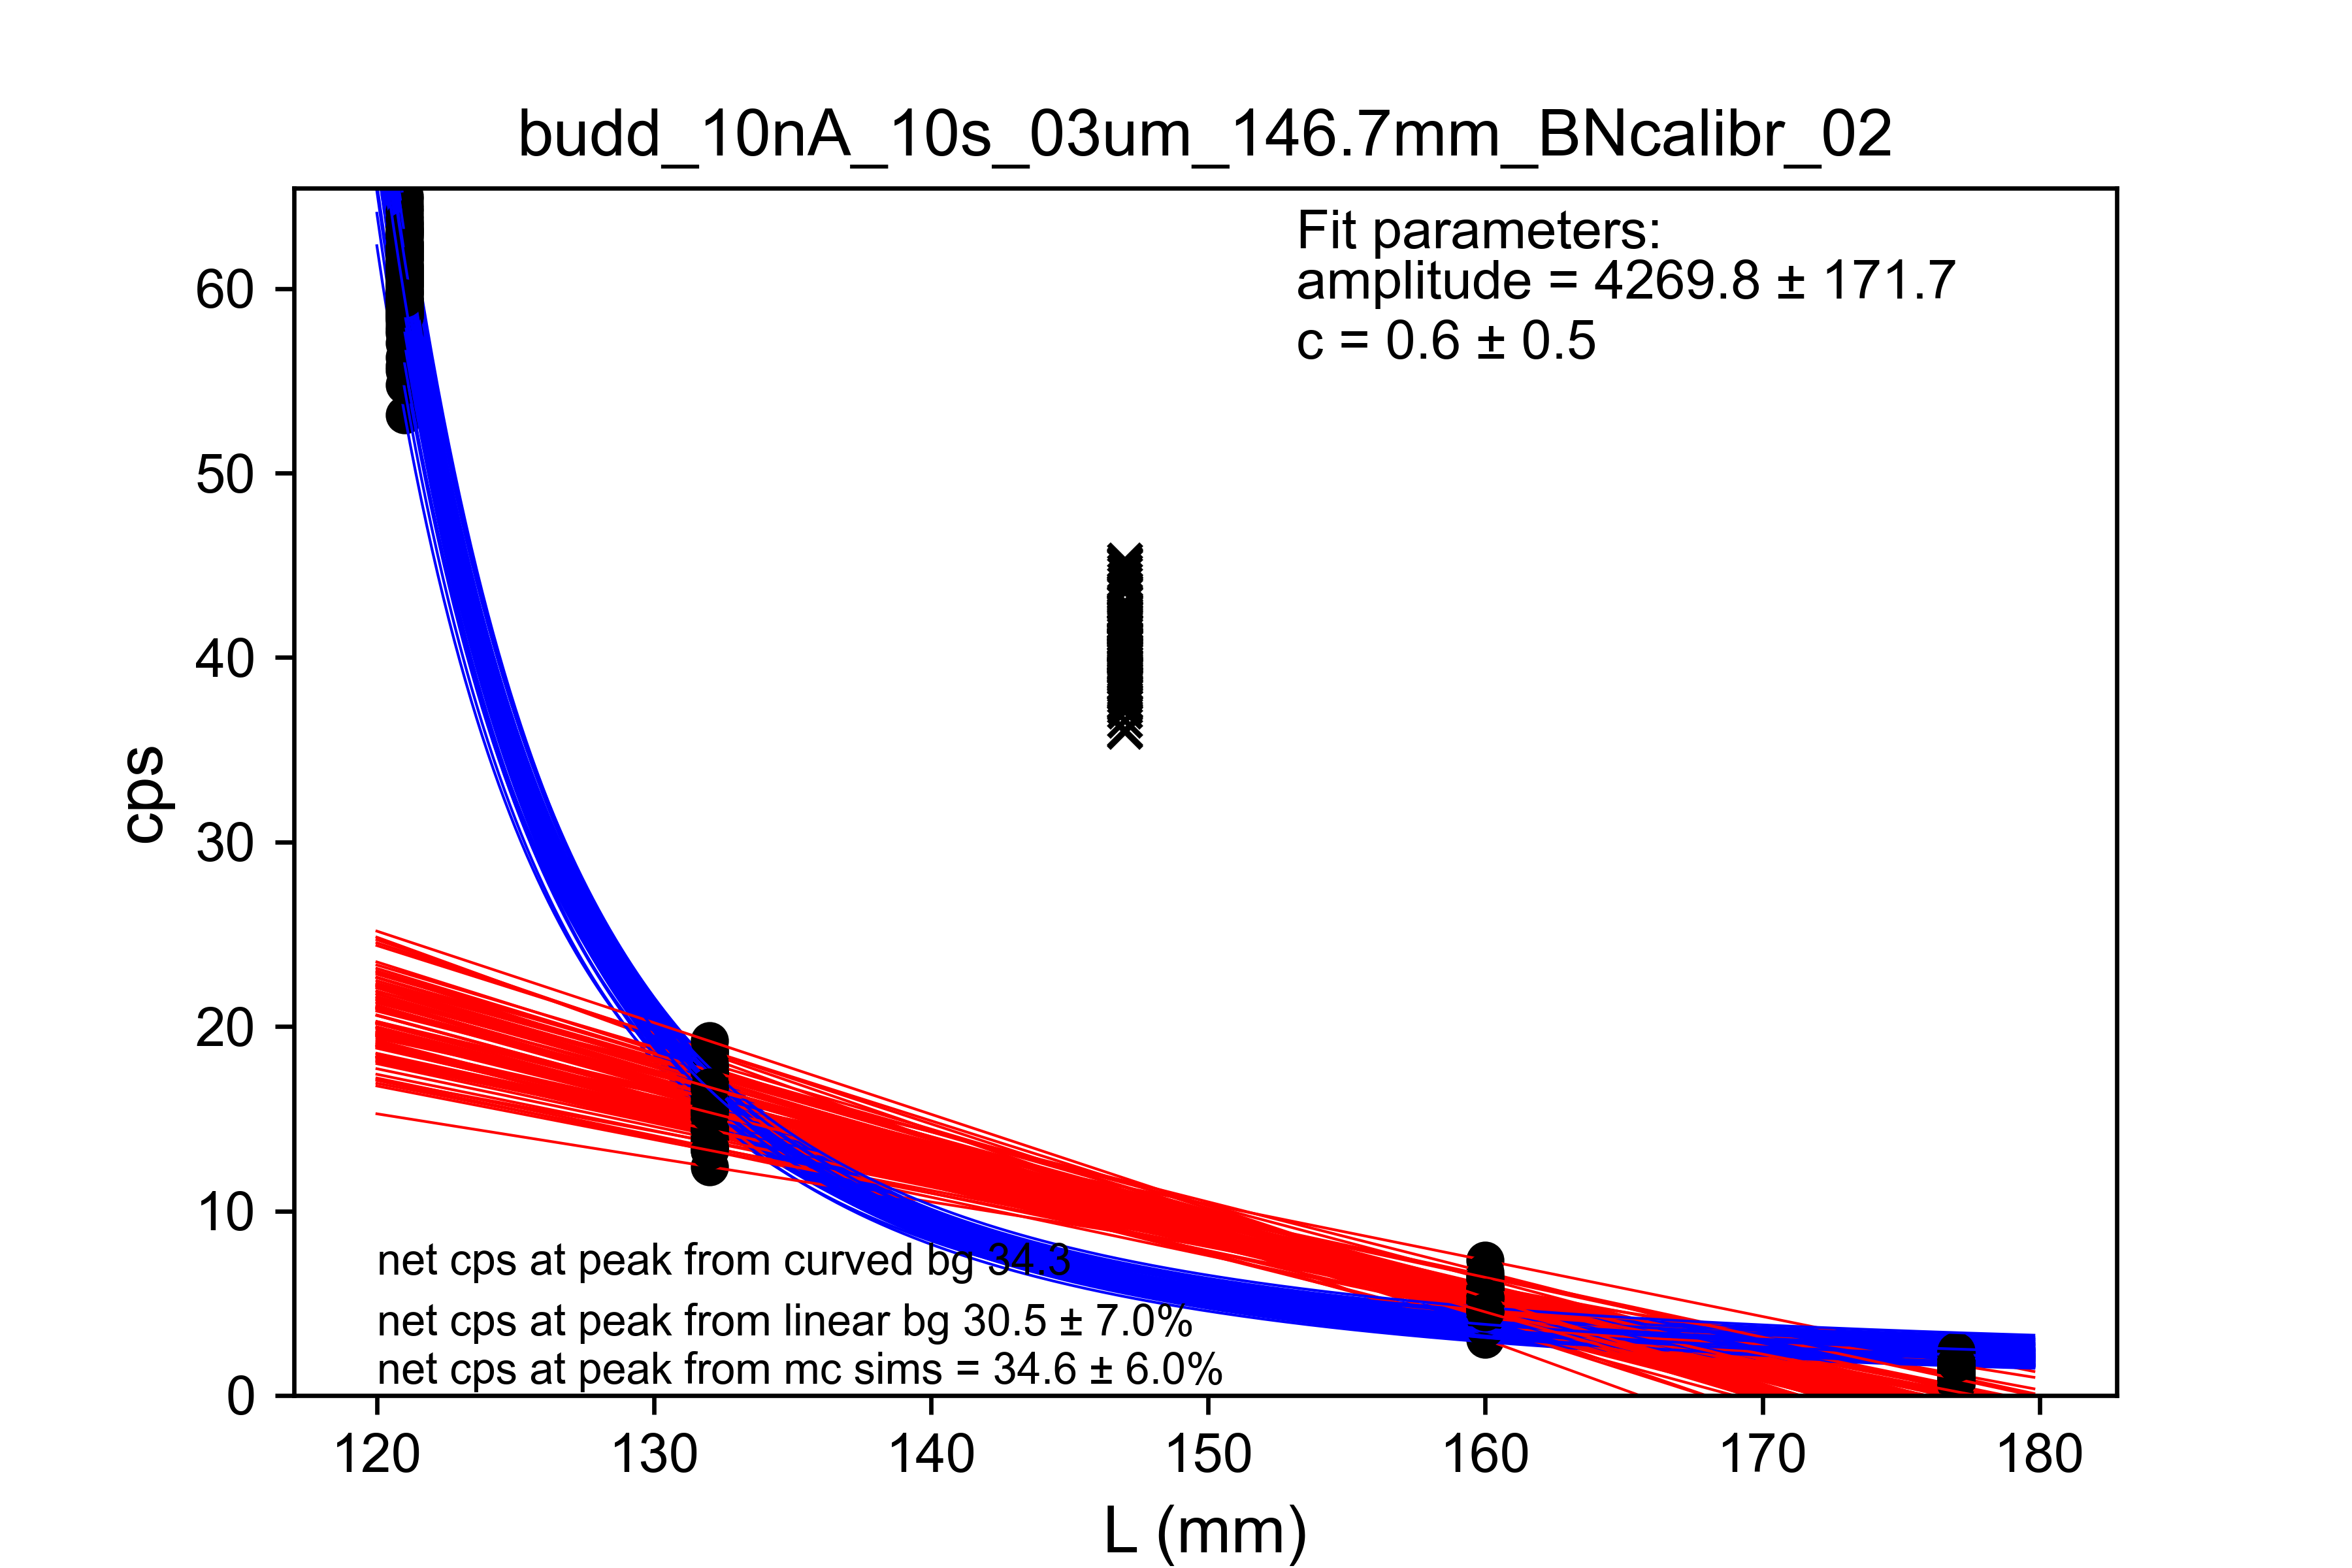 budd_10nA_10s_03um_146.7mm_BNcalibr_02
Fit parameters:
amplitude = 4269.8 ± 171.7
c = 0.6 ± 0.5
60
50
40
30
20
10
0
cps
net cps at peak from curved bg 34.3
net cps at peak from linear bg 30.5 ± 7.0%
net cps at peak from mc sims = 34.6 ± 6.0%
120 130 140 150 160 170 180
L (mm)